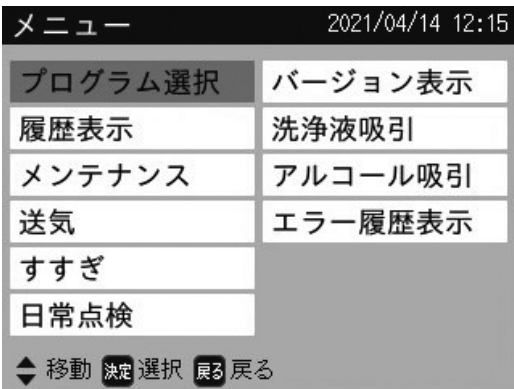 メニュー 2021/04/14 12:15
プログラム選択
履歴表示
メンテナンス
送気
すすぎ
日常点検
バージョン表示
洗浄液吸引
アルコール吸引
エラー履歴表示
移動 決定 選択 戻る 戻る